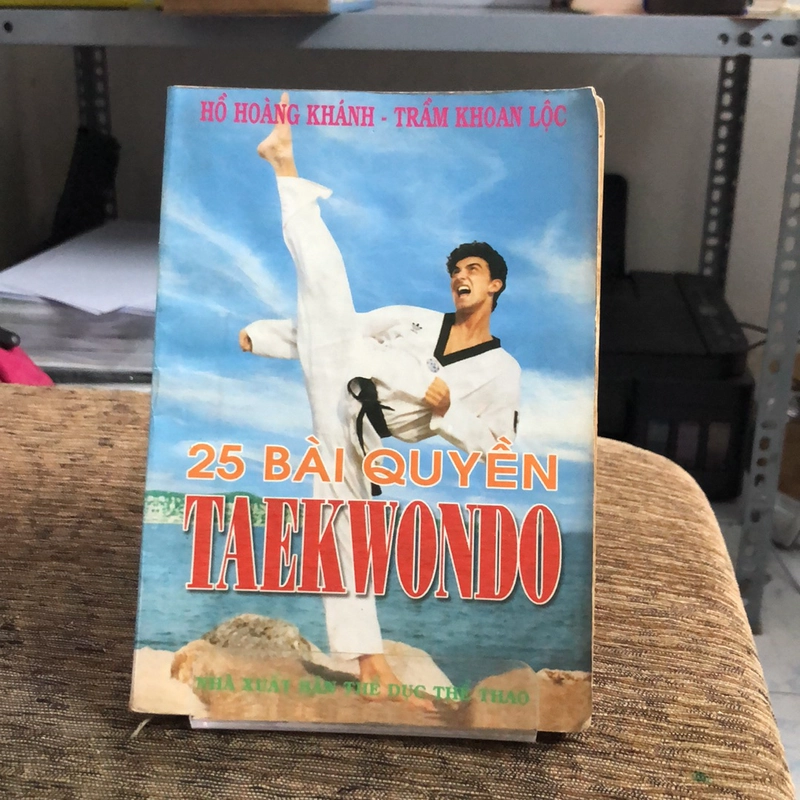 HỒ HOÀNG KHÁNH - TRẦM KHOAN LỘC
25 BÀI QUYỀN
TAEKWONDO
NHÀ XUẤT BẢN THỂ DỤC THỂ THAO